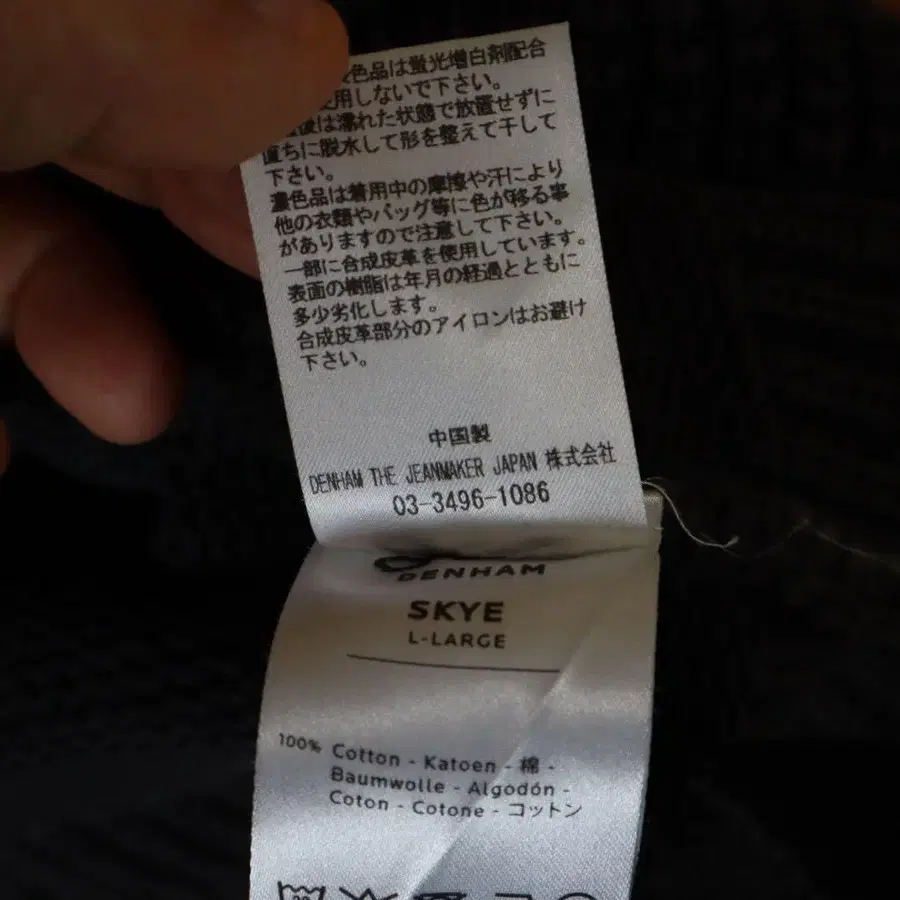 色品は蛍光増白剤配合
使用しないで下さい。
後は濡れた状態で放置せずに
直ちに脱水して形を整えて干して
下さい。
濃色品は着用中の摩擦や汗により
他の衣類やバッグ等に色が移る事
がありますので注意して下さい。
一部に合成皮革を使用しています。
表面の樹脂は年月の経過とともに
多少劣化します。
合成皮革部分のアイロンはお避け
下さい。
中国製
DENHAM THE JEANMAKER JAPAN 株式会社
03-3496-1086
DENHAM
SKYE
L-LARGE
100% Cotton - Katoen - 棉 -
Baumwolle - Algodón -
Coton - Cotone - コットン